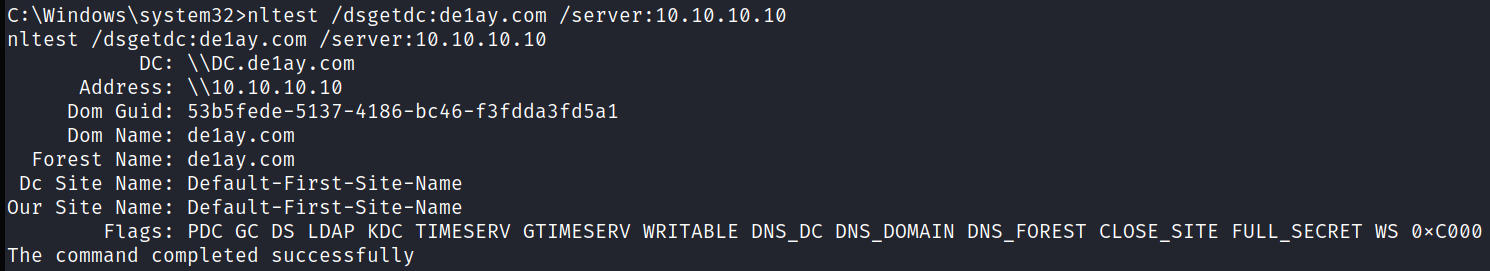 C:\Windows\system32>nltest /dsgetdc:de1ay.com /server:10.10.10.10
nltest /dsgetdc:de1ay.com /server:10.10.10.10
           DC: \\DC.de1ay.com
      Address: \\10.10.10.10
     Dom Guid: 53b5fede-5137-4186-bc46-f3fdda3fd5a1
     Dom Name: de1ay.com
  Forest Name: de1ay.com
 Dc Site Name: Default-First-Site-Name
Our Site Name: Default-First-Site-Name
        Flags: PDC GC DS LDAP KDC TIMESERV GTIMESERV WRITABLE DNS_DC DNS_DOMAIN DNS_FOREST CLOSE_SITE FULL_SECRET WS 0xC000
The command completed successfully